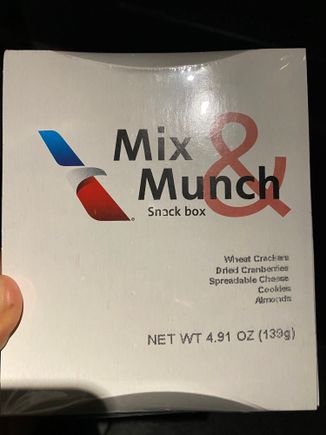 Mix &
Munch
Snack box
Wheat Crackers
Dried Cranberries
Spreadable Cheese
Cookies
Almonds
NET WT 4.91 OZ (139g)